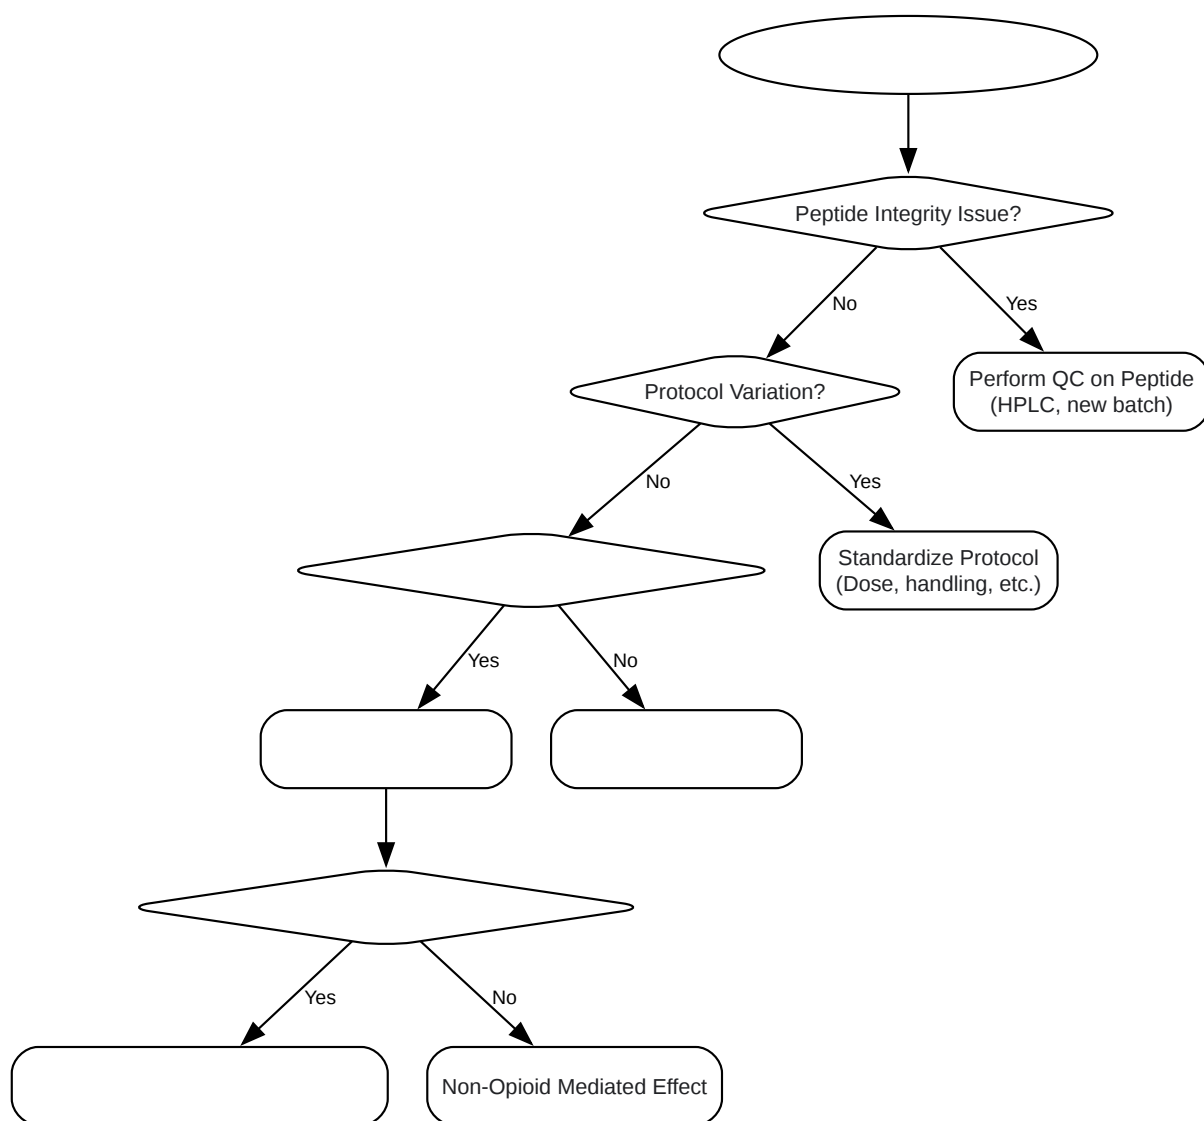 Peptide Integrity Issue?
No
Yes
Protocol Variation?
Perform QC on Peptide
(HPLC, new batch)
No
Yes
Standardize Protocol
(Dose, handling, etc.)
Yes
No
Yes
No
Non-Opioid Mediated Effect